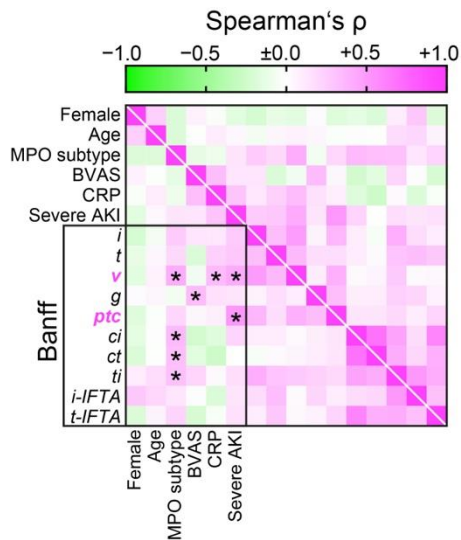 Spearman‘s ρ
−1.0 −0.5 ±0.0 +0.5 +1.0
Female
Age
MPO subtype
BVAS
CRP
Severe AKI
Banff
i
t
v * * *
g *
ptc *
ci *
ct *
ti *
i-IFTA
t-IFTA
Female
Age
MPO subtype
BVAS
CRP
Severe AKI